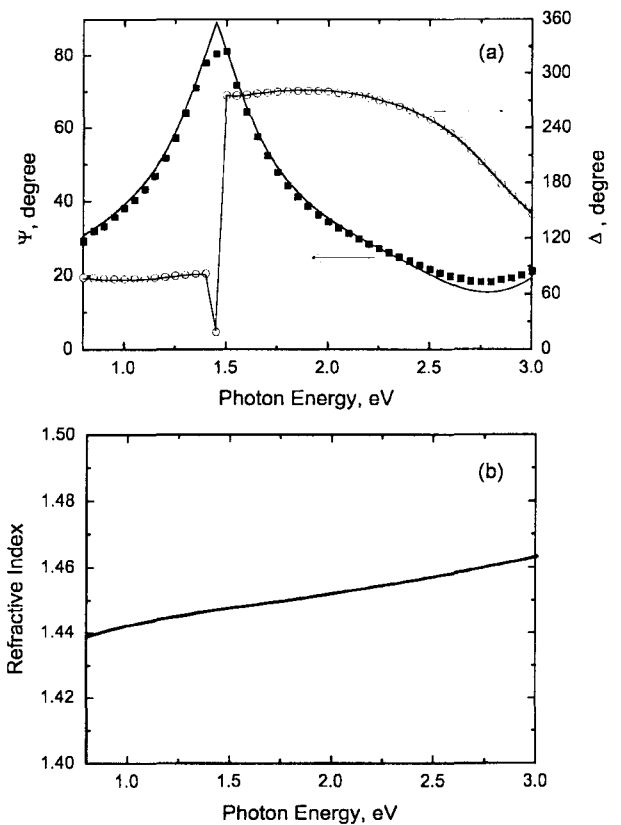 (a)
80
60
40
20
0
Ψ, degree
360
300
240
180
120
60
0
Δ, degree
1.0 1.5 2.0 2.5 3.0
Photon Energy, eV
(b)
1.50
1.48
1.46
1.44
1.42
1.40
Refractive Index
1.0 1.5 2.0 2.5 3.0
Photon Energy, eV